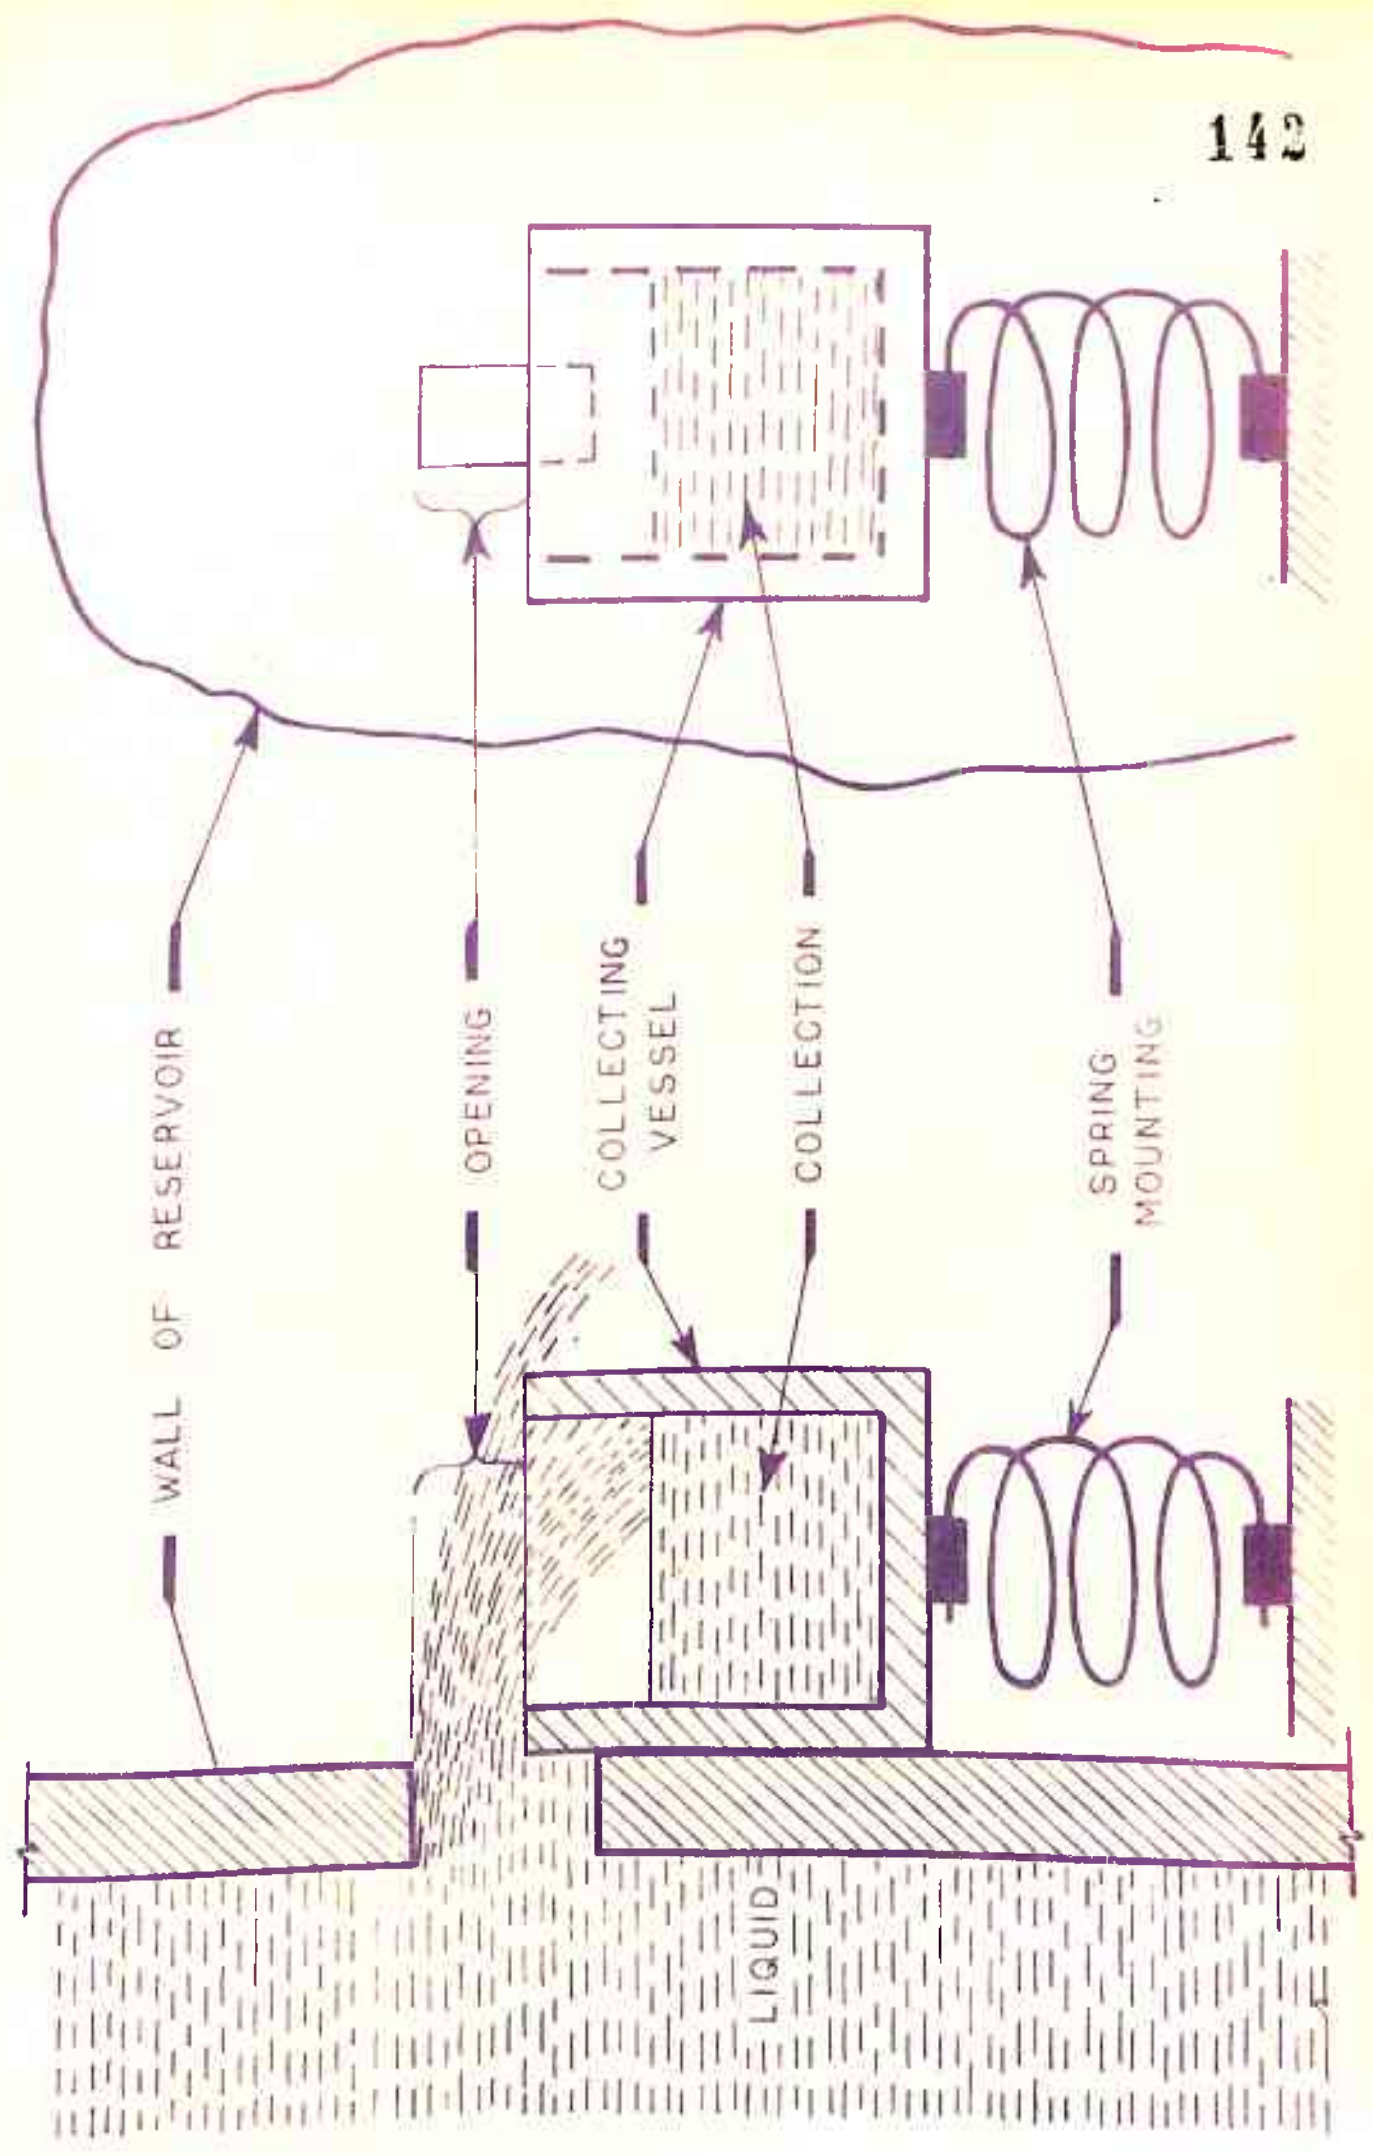 142
WALL OF RESERVOIR
OPENING
COLLECTING
VESSEL
COLLECTION
SPRING
MOUNTING
LIQUID